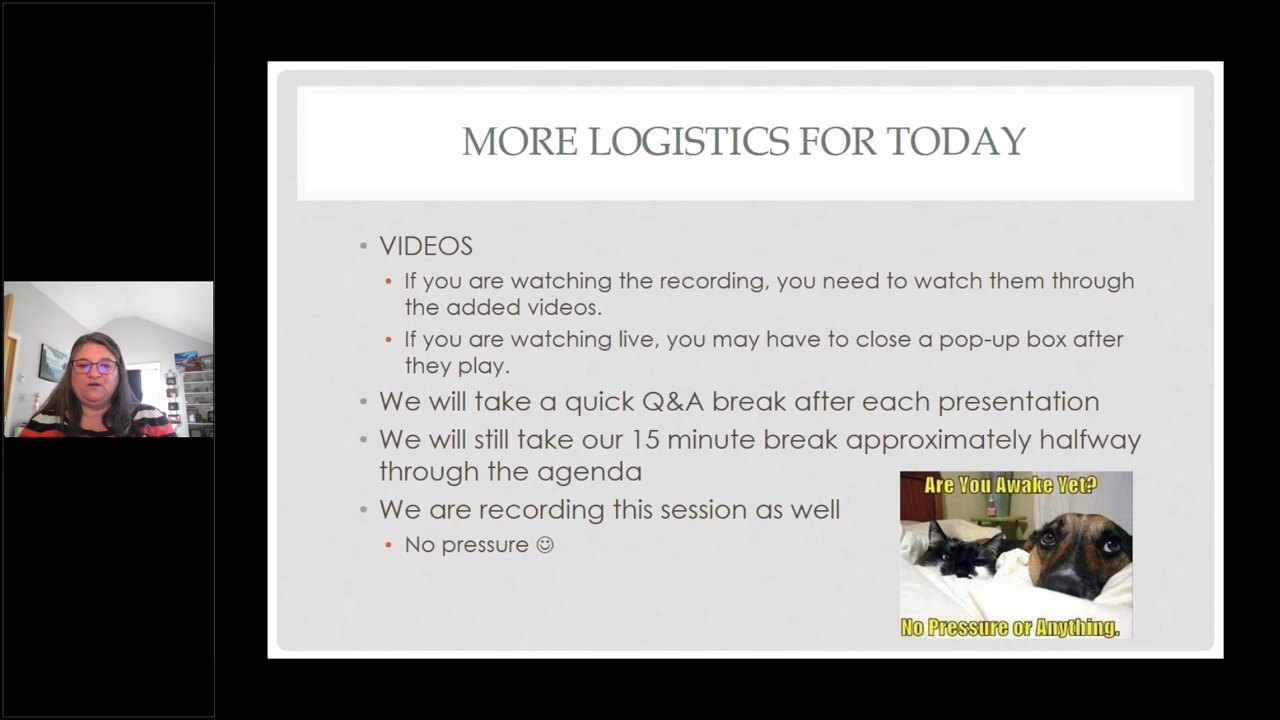 MORE LOGISTICS FOR TODAY
• VIDEOS
• If you are watching the recording, you need to watch them through
the added videos.
• If you are watching live, you may have to close a pop-up box after
they play.
• We will take a quick Q&A break after each presentation
• We will still take our 15 minute break approximately halfway
through the agenda
• We are recording this session as well
• No pressure ☺
Are You Awake Yet?
No Pressure or Anything.